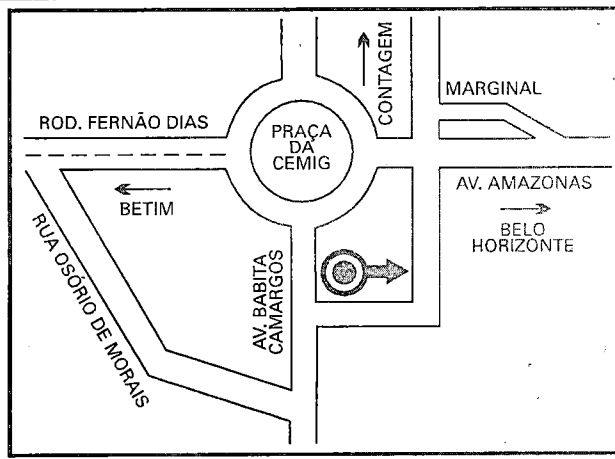 CONTAGEM
MARGINAL
ROD. FERNÃO DIAS
PRAÇA
DA
CEMIG
BETIM
AV. AMAZONAS
BELO
HORIZONTE
RUA OSÓRIO DE MORAIS
AV. BABITA
CAMARGOS